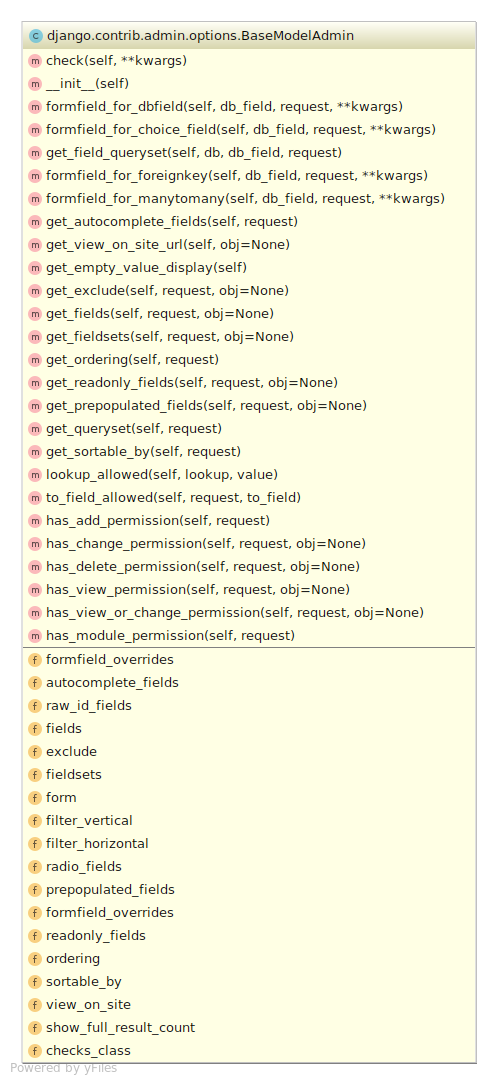 C django.contrib.admin.options.BaseModelAdmin
m check(self, **kwargs)
m __init__(self)
m formfield_for_dbfield(self, db_field, request, **kwargs)
m formfield_for_choice_field(self, db_field, request, **kwargs)
m get_field_queryset(self, db, db_field, request)
m formfield_for_foreignkey(self, db_field, request, **kwargs)
m formfield_for_manytomany(self, db_field, request, **kwargs)
m get_autocomplete_fields(self, request)
m get_view_on_site_url(self, obj=None)
m get_empty_value_display(self)
m get_exclude(self, request, obj=None)
m get_fields(self, request, obj=None)
m get_fieldsets(self, request, obj=None)
m get_ordering(self, request)
m get_readonly_fields(self, request, obj=None)
m get_prepopulated_fields(self, request, obj=None)
m get_queryset(self, request)
m get_sortable_by(self, request)
m lookup_allowed(self, lookup, value)
m to_field_allowed(self, request, to_field)
m has_add_permission(self, request)
m has_change_permission(self, request, obj=None)
m has_delete_permission(self, request, obj=None)
m has_view_permission(self, request, obj=None)
m has_view_or_change_permission(self, request, obj=None)
m has_module_permission(self, request)
f formfield_overrides
f autocomplete_fields
f raw_id_fields
f fields
f exclude
f fieldsets
f form
f filter_vertical
f filter_horizontal
f radio_fields
f prepopulated_fields
f formfield_overrides
f readonly_fields
f ordering
f sortable_by
f view_on_site
f show_full_result_count
f checks_class
Powered by yFiles